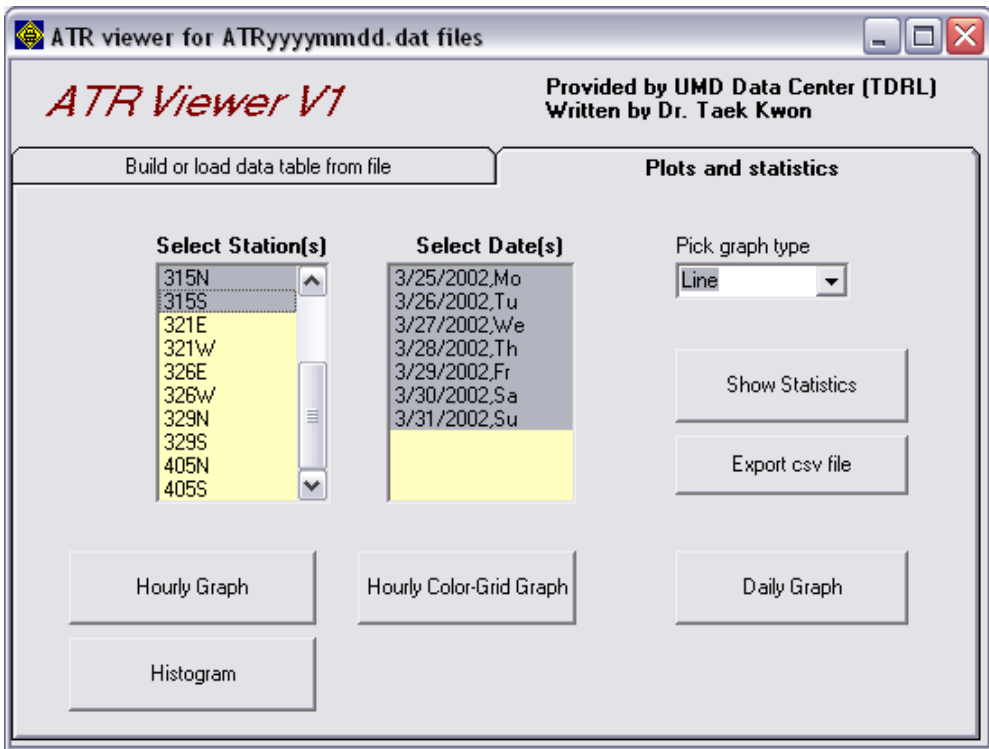 ATR viewer for ATRyyyymmdd.dat files
ATR Viewer V1
Provided by UMD Data Center (TDRL)
Written by Dr. Taek Kwon
Build or load data table from file
Plots and statistics
Select Station(s)
315N
315S
321E
321W
326E
326W
329N
329S
405N
405S
Select Date(s)
3/25/2002,Mo
3/26/2002,Tu
3/27/2002,We
3/28/2002,Th
3/29/2002,Fr
3/30/2002,Sa
3/31/2002,Su
Pick graph type
Line
Show Statistics
Export csv file
Hourly Graph
Hourly Color-Grid Graph
Daily Graph
Histogram